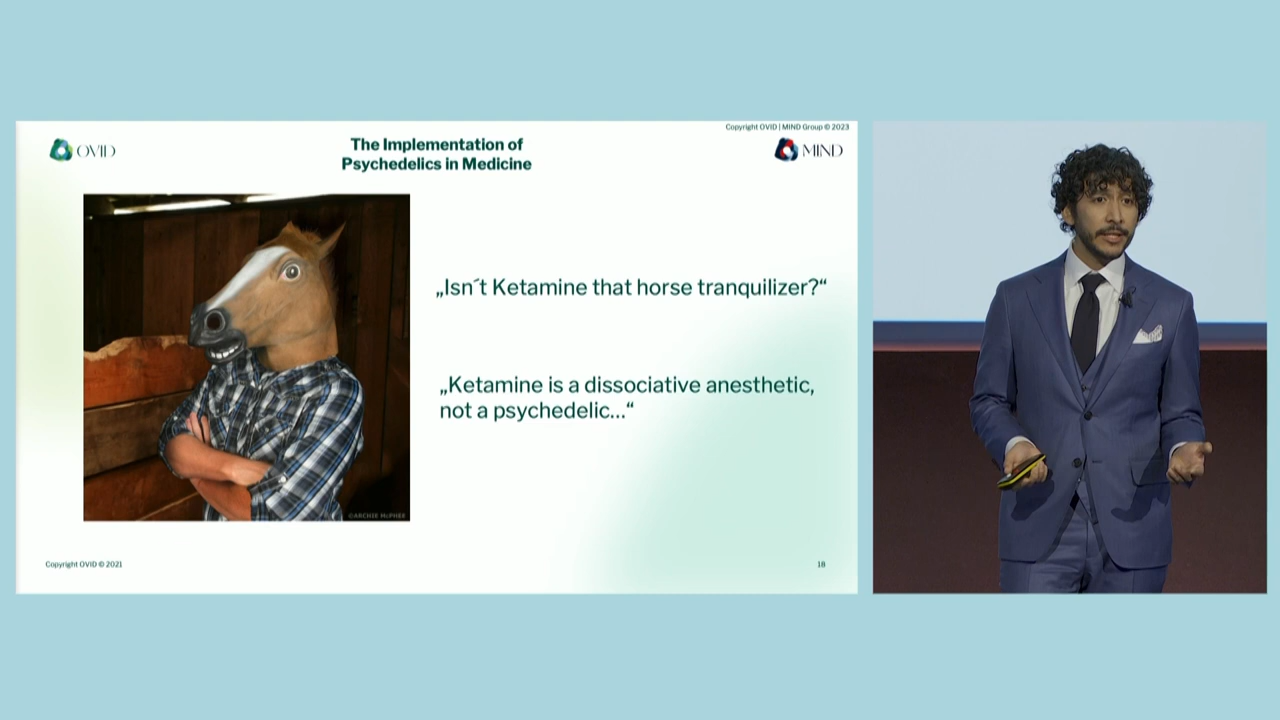 Copyright OVID | MIND Group © 2023
OVID
The Implementation of
Psychedelics in Medicine
MIND
„Isn´t Ketamine that horse tranquilizer?“
„Ketamine is a dissociative anesthetic,
not a psychedelic...“
©ARCHIE McPHEE
Copyright OVID © 2021
18